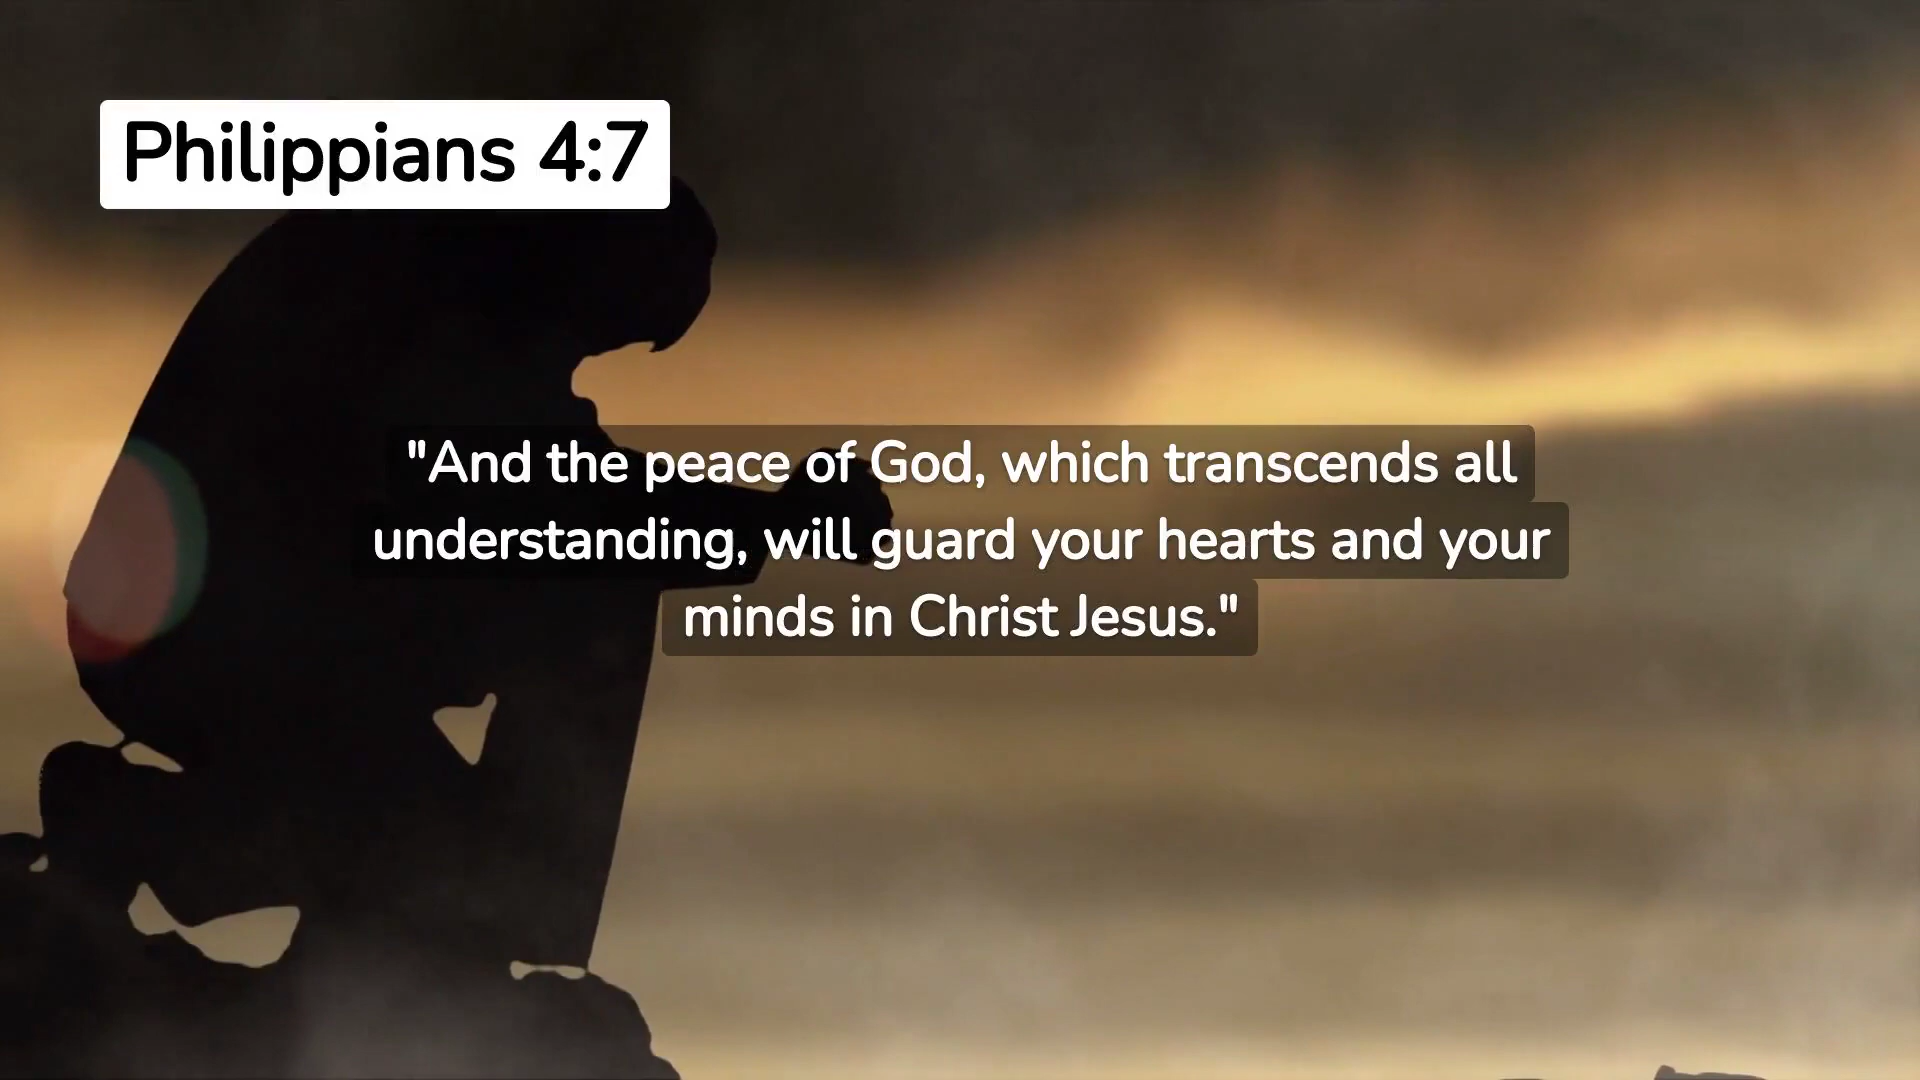 Philippians 4:7
"And the peace of God, which transcends all
understanding, will guard your hearts and your
minds in Christ Jesus."